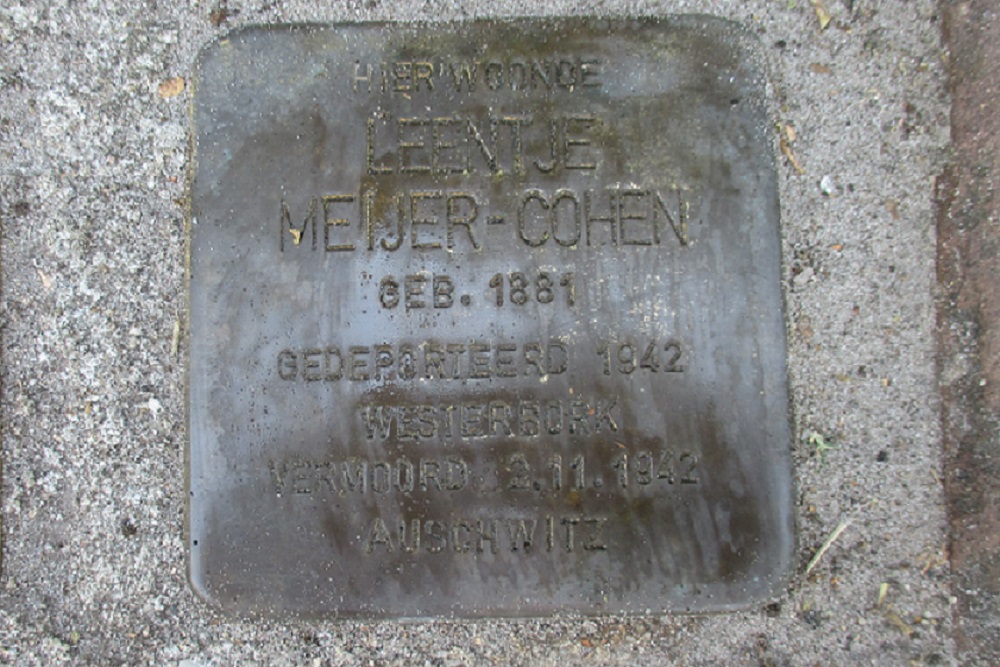 HIER WOONDE
LEENTJE
MEIJER-COHEN
GEB. 1881
GEDEPORTEERD 1942
WESTERBORK
VERMOORD 2.11.1942
AUSCHWITZ